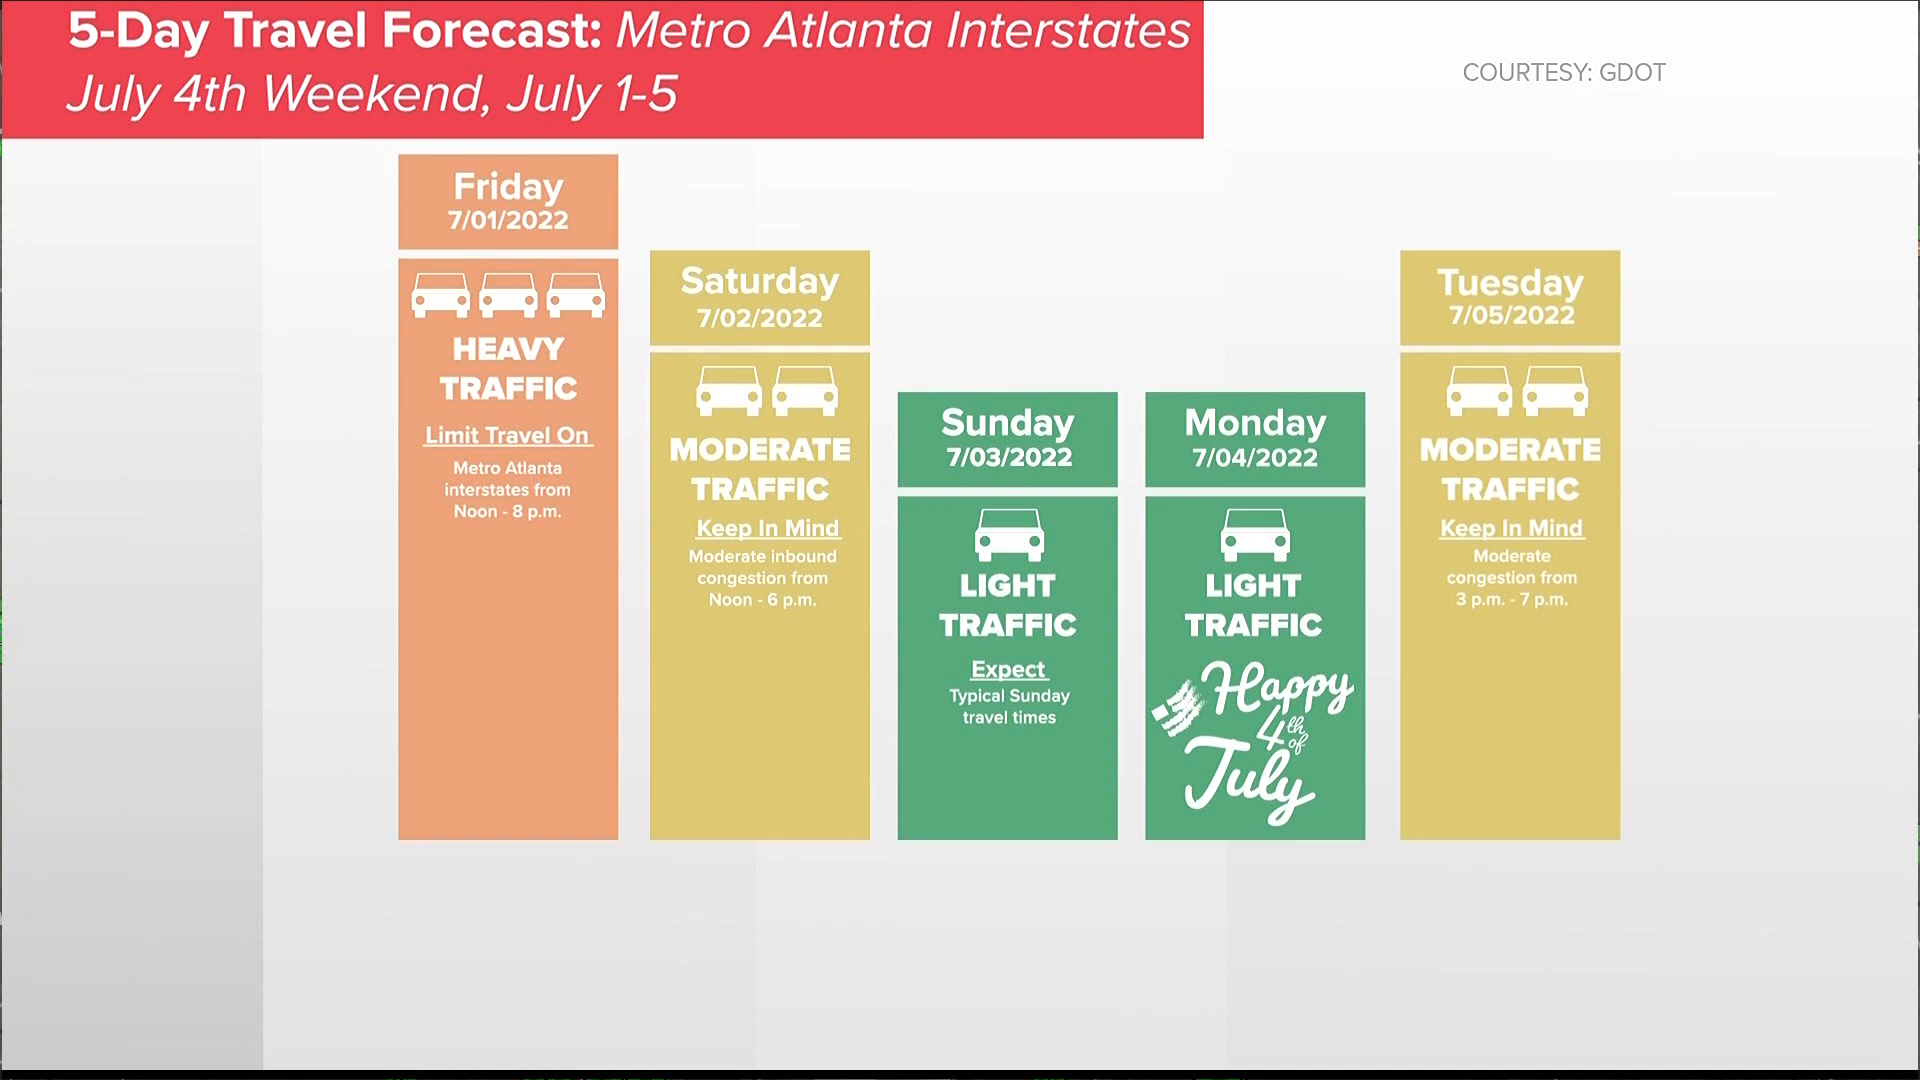 5-Day Travel Forecast: Metro Atlanta Interstates
July 4th Weekend, July 1-5
COURTESY: GDOT
Friday
7/01/2022
HEAVY
TRAFFIC
Limit Travel On
Metro Atlanta
interstates from
Noon - 8 p.m.
Saturday
7/02/2022
MODERATE
TRAFFIC
Keep In Mind
Moderate inbound
congestion from
Noon - 6 p.m.
Sunday
7/03/2022
LIGHT
TRAFFIC
Expect
Typical Sunday
travel times
Monday
7/04/2022
LIGHT
TRAFFIC
Happy
4th
of
July
Tuesday
7/05/2022
MODERATE
TRAFFIC
Keep In Mind
Moderate
congestion from
3 p.m. - 7 p.m.